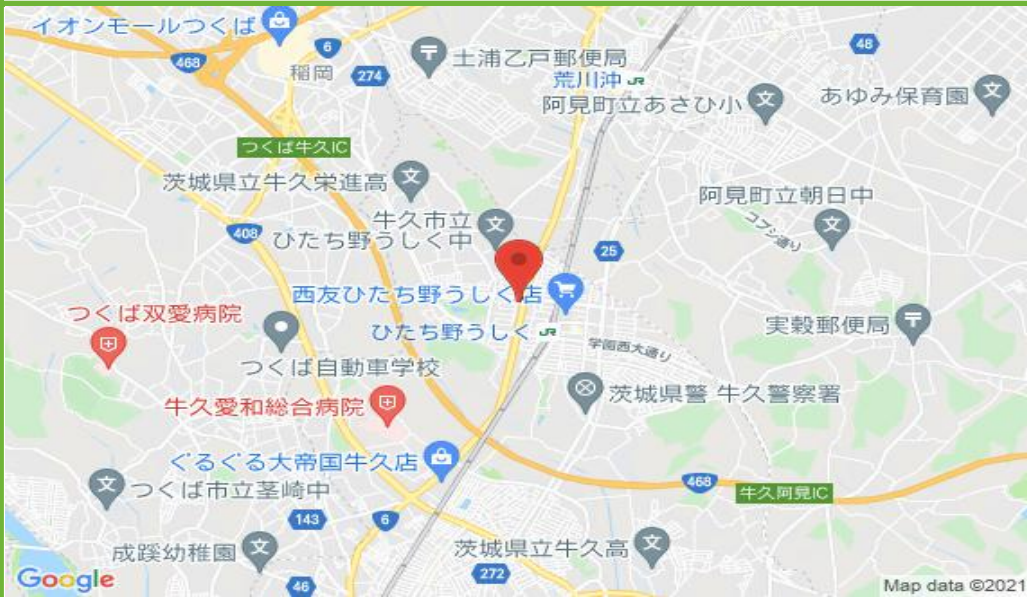 イオンモールつくば
6
48
468
稲岡
274
土浦乙戸郵便局
荒川沖 JR
阿見町立あさひ小
あゆみ保育園
つくば牛久IC
茨城県立牛久栄進高
阿見町立朝日中
コブシ通り
牛久市立
ひたち野うしく中
408
25
西友ひたち野うしく店
つくば双愛病院
ひたち野うしく JR
実穀郵便局
学園西大通り
つくば自動車学校
茨城県警 牛久警察署
牛久愛和総合病院
ぐるぐる大帝国牛久店
468
牛久阿見IC
つくば市立茎崎中
143
6
成蹊幼稚園
茨城県立牛久高
272
46
Google
Map data ©2021